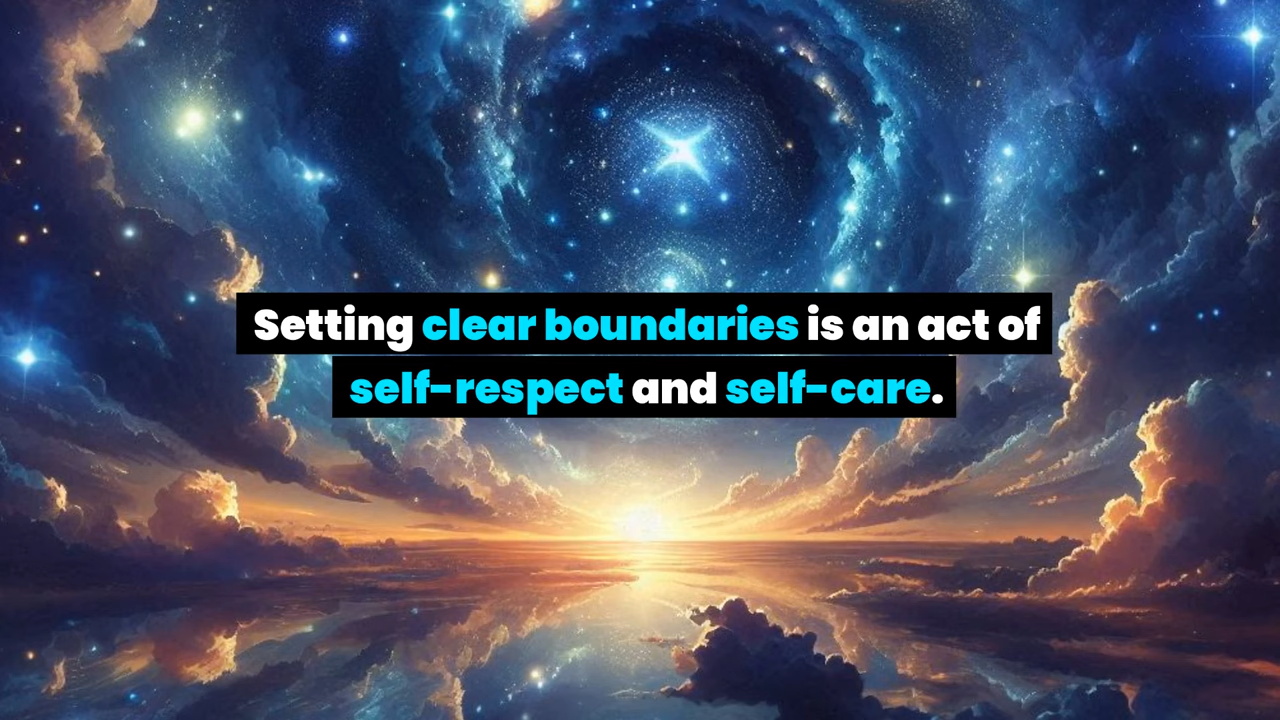 Setting clear boundaries is an act of
self-respect and self-care.